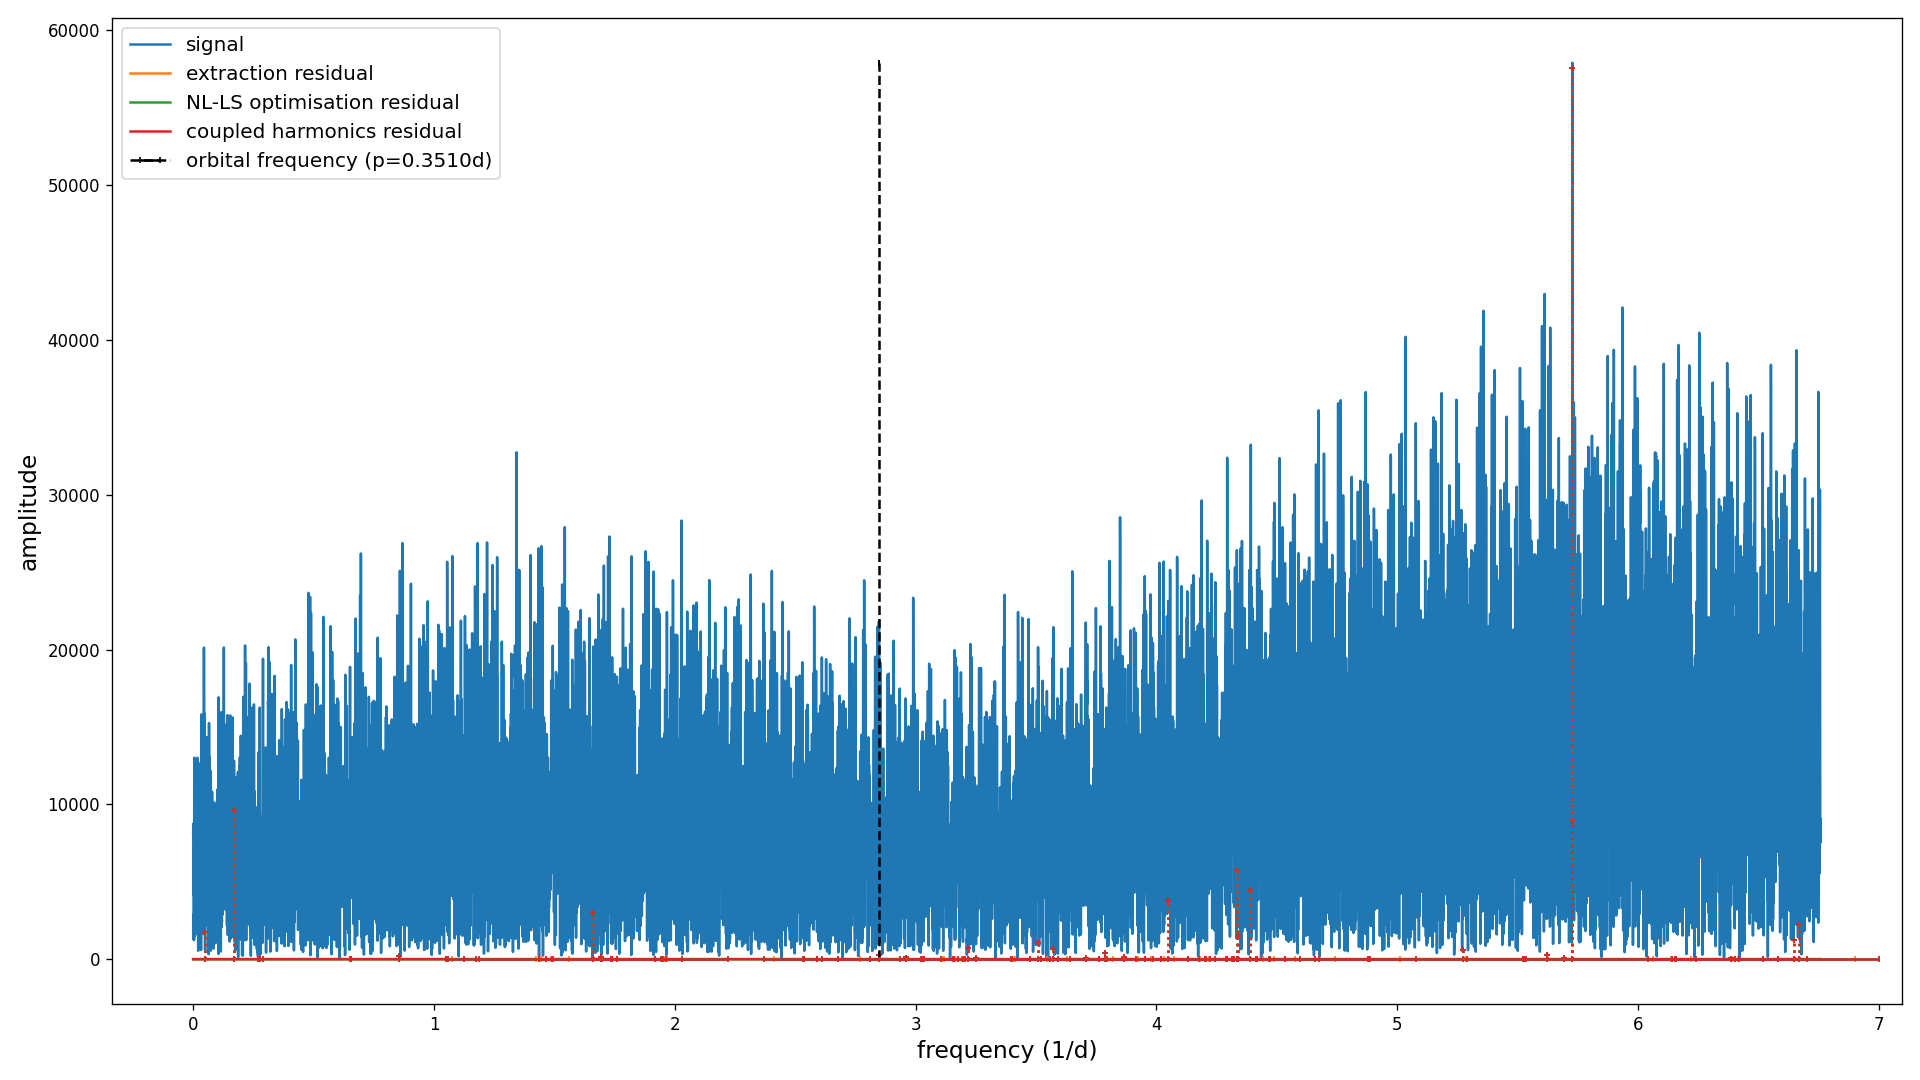 60000
50000
40000
30000
20000
10000
0
amplitude
signal
extraction residual
NL-LS optimisation residual
coupled harmonics residual
orbital frequency (p=0.3510d)
0 1 2 3 4 5 6 7
frequency (1/d)